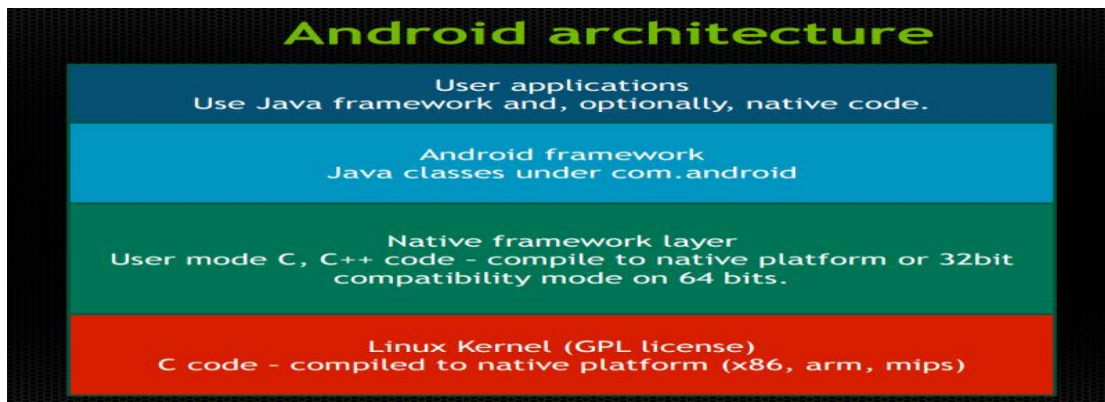 Android architecture
User applications
Use Java framework and, optionally, native code.
Android framework
Java classes under com.android
Native framework layer
User mode C, C++ code - compile to native platform or 32bit
compatibility mode on 64 bits.
Linux Kernel (GPL license)
C code - compiled to native platform (x86, arm, mips)